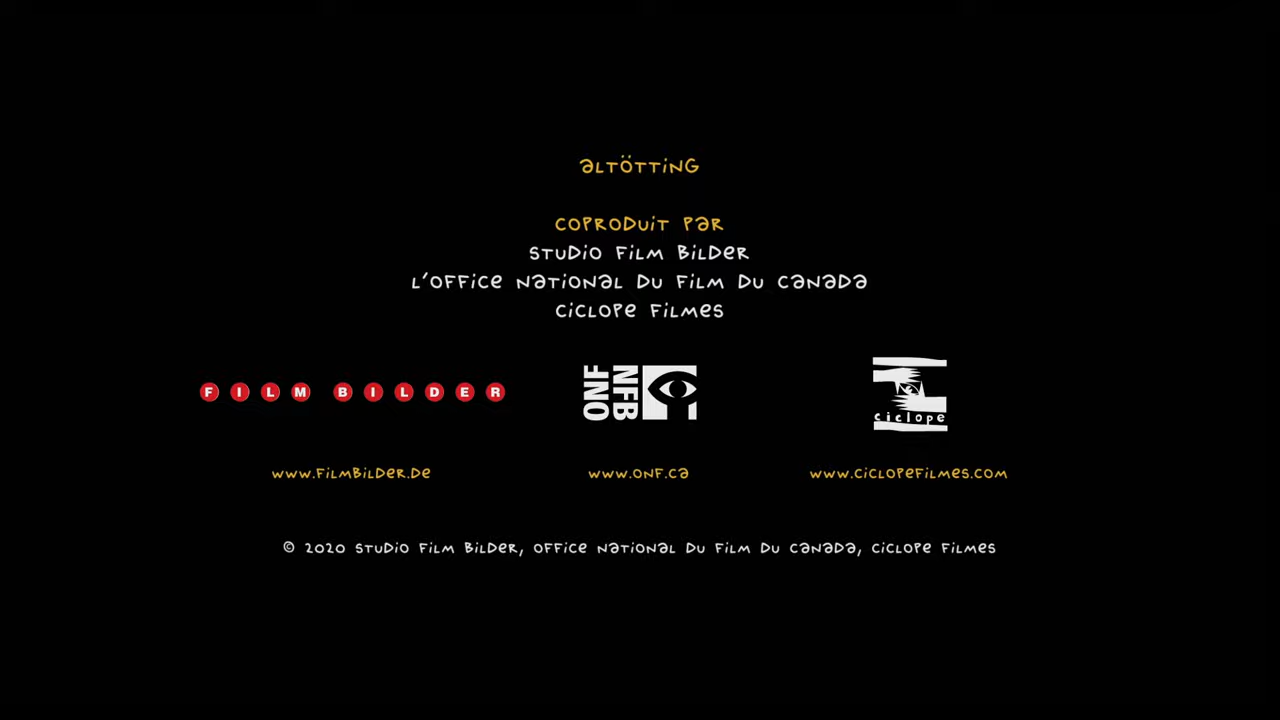 altötting
coproduit par
studio film bilder
l'office national du film du canada
ciclope filmes
FILM BILDER
ONF
NFB
ciclope
www.filmbilder.de
www.onf.ca
www.ciclopefilmes.com
© 2020 studio film bilder, office national du film du canada, ciclope filmes